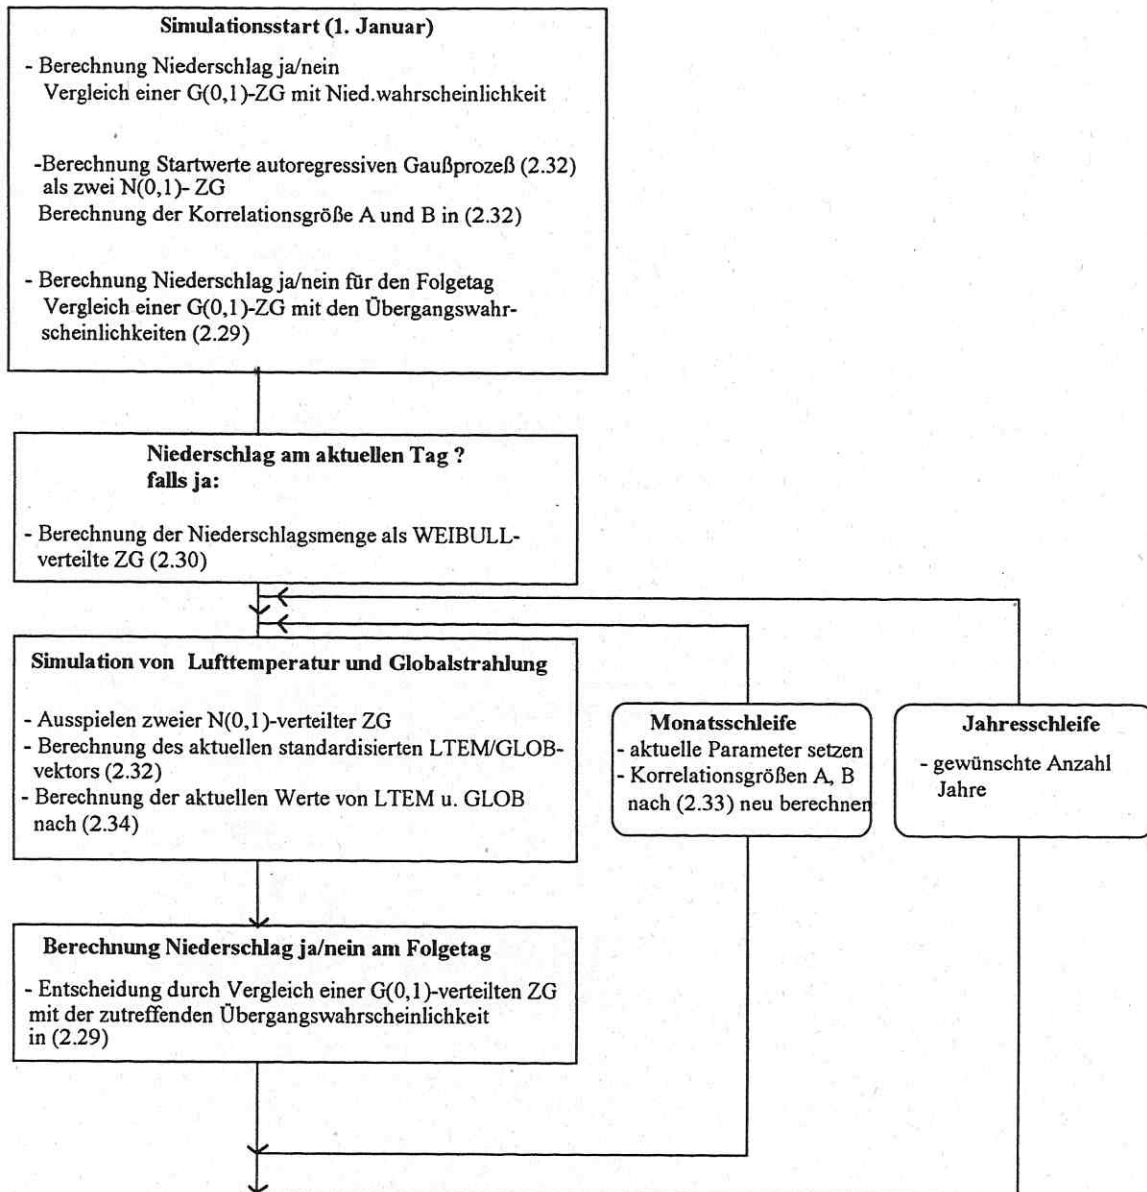 Simulationsstart (1. Januar)
- Berechnung Niederschlag ja/nein
Vergleich einer G(0,1)-ZG mit Nied.wahrscheinlichkeit
-Berechnung Startwerte autoregressiven Gaußprozeß (2.32)
als zwei N(0,1)- ZG
Berechnung der Korrelationsgröße A und B in (2.32)
- Berechnung Niederschlag ja/nein für den Folgetag
Vergleich einer G(0,1)-ZG mit den Übergangswahr-
scheinlichkeiten (2.29)
Niederschlag am aktuellen Tag ?
falls ja:
- Berechnung der Niederschlagsmenge als WEIBULL-
verteilte ZG (2.30)
Simulation von Lufttemperatur und Globalstrahlung
- Ausspielen zweier N(0,1)-verteilter ZG
- Berechnung des aktuellen standardisierten LTEM/GLOB-
vektors (2.32)
- Berechnung der aktuellen Werte von LTEM u. GLOB
nach (2.34)
Monatsschleife
- aktuelle Parameter setzen
- Korrelationsgrößen A, B
nach (2.33) neu berechnen
Jahresschleife
- gewünschte Anzahl
Jahre
Berechnung Niederschlag ja/nein am Folgetag
- Entscheidung durch Vergleich einer G(0,1)-verteilten ZG
mit der zutreffenden Übergangswahrscheinlichkeit
in (2.29)